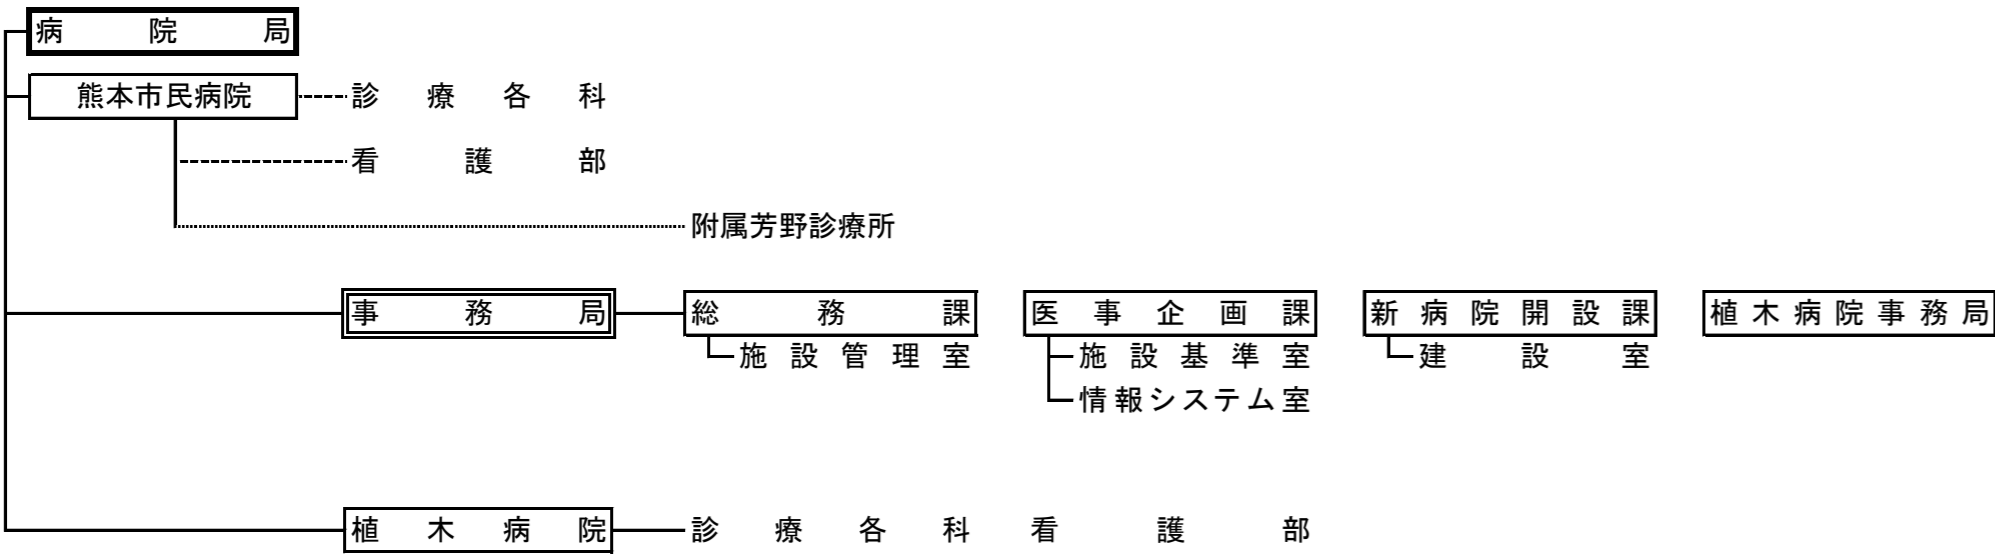 病院局
熊本市民病院 診療各科
看護部
附属芳野診療所
事務局 総務課 医事企画課 新病院開設課 植木病院事務局
施設管理室 施設基準室 建設室
情報システム室
植木病院 診療各科 看護部